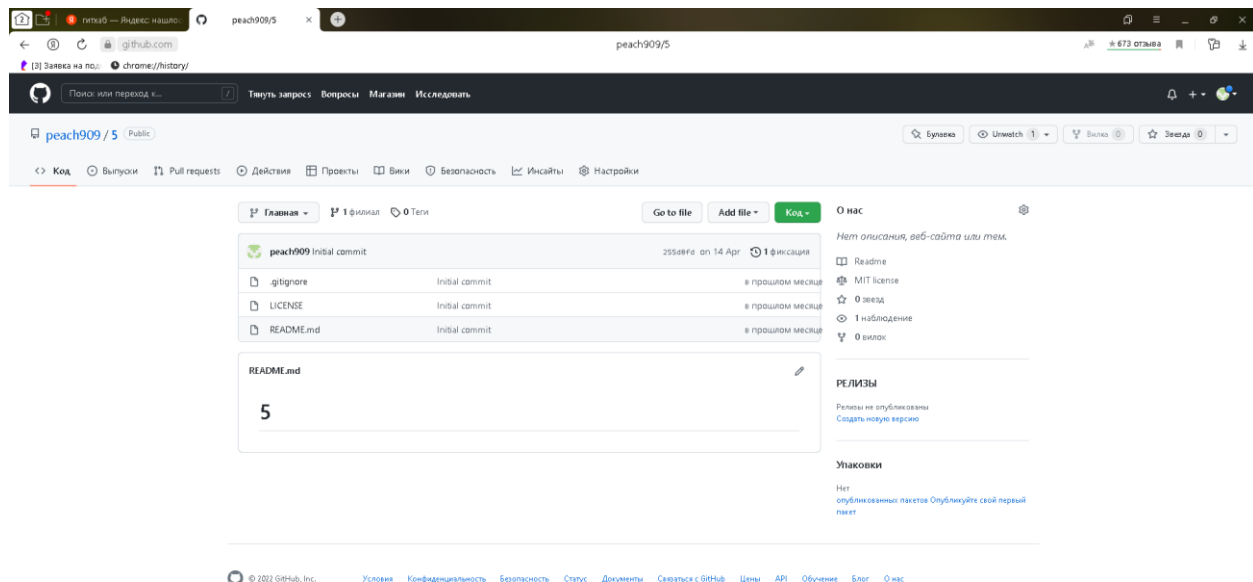 2 гитхаб — Яндекс: нашлос peach909/5
github.com peach909/5 673 отзыва
[3] Заявка на под chrome://history/
Поиск или переход к... / Тянуть запрос Вопросы Магазин Исследовать
peach909 / 5 Public Булавка Unwatch 1 Вилка 0 Звезда 0
Код Выпуски Pull requests Действия Проекты Вики Безопасность Инсайты Настройки
Главная 1 филиал 0 Теги Go to file Add file Код О нас
Нет описания, веб-сайта или тем.
peach909 Initial commit 255d8fd on 14 Apr 1 фиксация
Readme
.gitignore Initial commit в прошлом месяце
MIT license
LICENSE Initial commit в прошлом месяце
0 звезд
1 наблюдение
README.md Initial commit в прошлом месяце
0 вилок
README.md
РЕЛИЗЫ
5
Релизы не опубликованы
Создать новую версию
Упаковки
Нет
опубликованных пакетов Опубликуйте свой первый
пакет
© 2022 GitHub, Inc. Условия Конфиденциальность Безопасность Статус Документы Связаться с GitHub Цены API Обучение Блог О нас